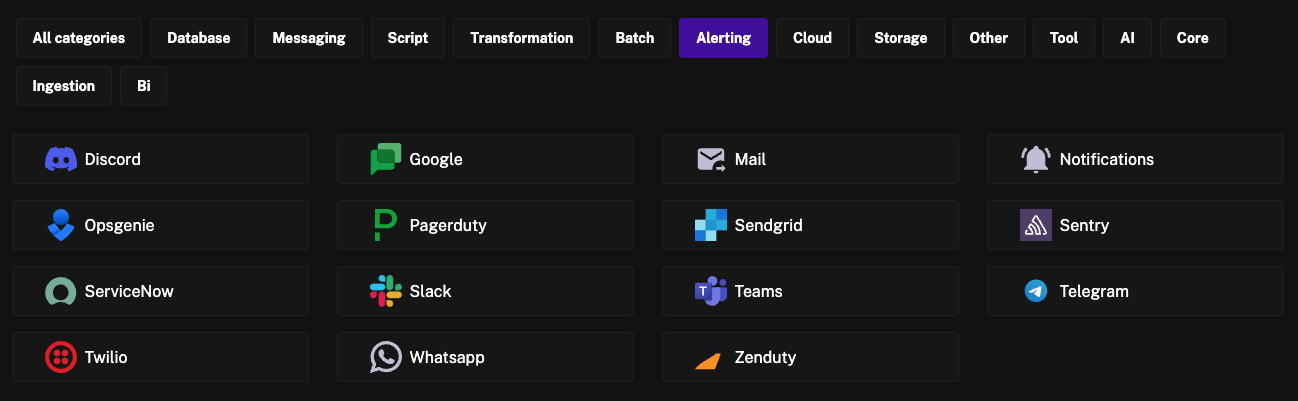 All categories Database Messaging Script Transformation Batch Alerting Cloud Storage Other Tool AI Core
Ingestion Bi
Discord Google Mail Notifications
Opsgenie Pagerduty Sendgrid Sentry
ServiceNow Slack Teams Telegram
Twilio Whatsapp Zenduty